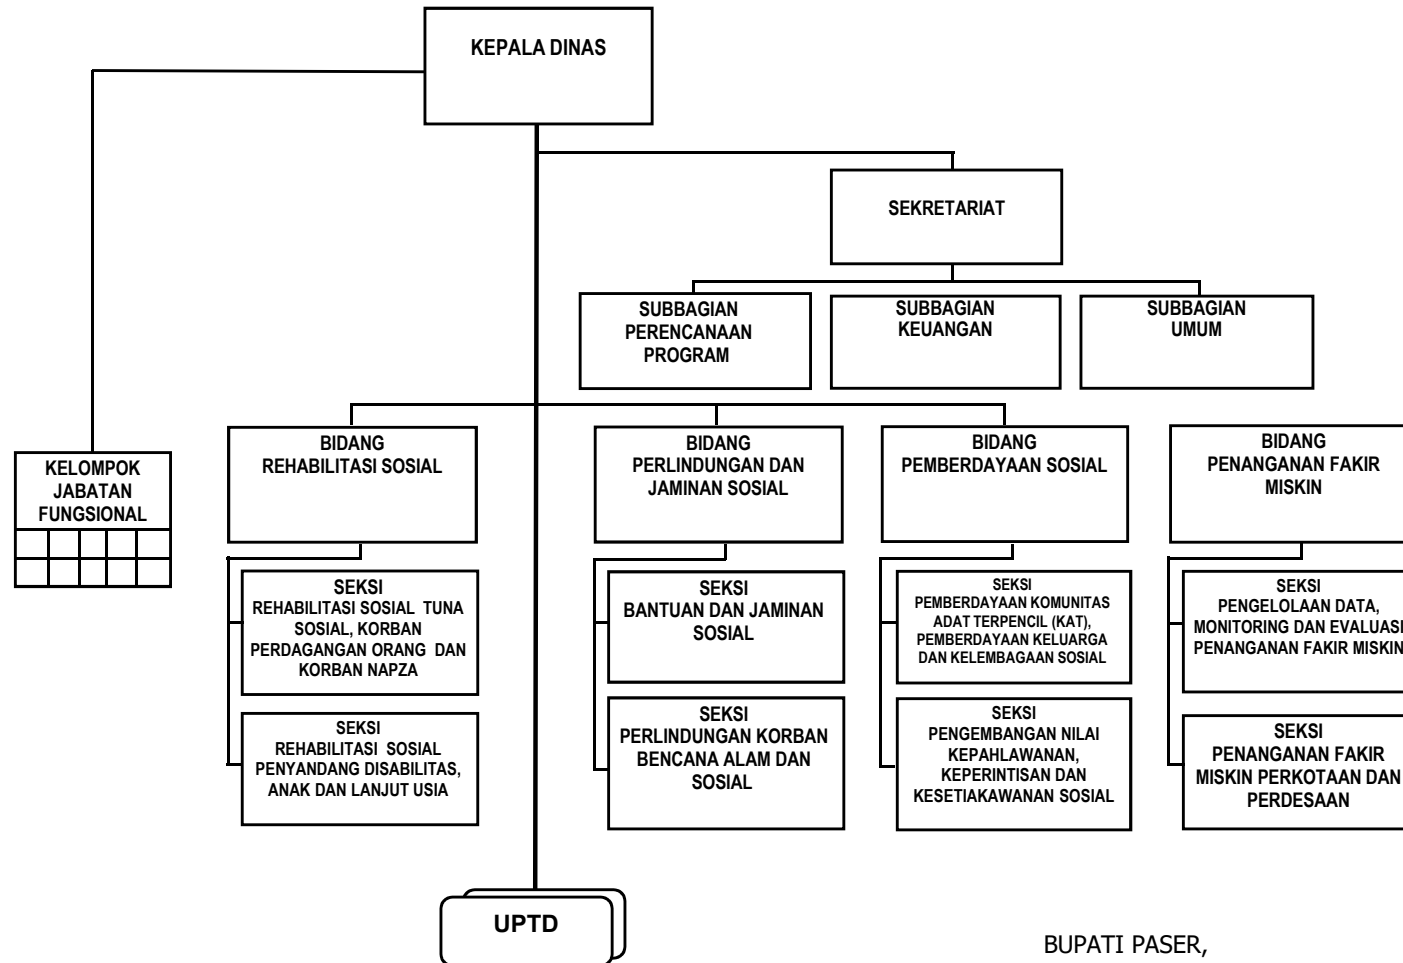 KEPALA DINAS
SEKRETARIAT
SUBBAGIAN
PERENCANAAN
PROGRAM
SUBBAGIAN
KEUANGAN
SUBBAGIAN
UMUM
KELOMPOK
JABATAN
FUNGSIONAL
BIDANG
REHABILITASI SOSIAL
BIDANG
PERLINDUNGAN DAN
JAMINAN SOSIAL
BIDANG
PEMBERDAYAAN SOSIAL
BIDANG
PENANGANAN FAKIR
MISKIN
SEKSI
REHABILITASI SOSIAL TUNA
SOSIAL, KORBAN
PERDAGANGAN ORANG DAN
KORBAN NAPZA
SEKSI
BANTUAN DAN JAMINAN
SOSIAL
SEKSI
PEMBERDAYAAN KOMUNITAS
ADAT TERPENCIL (KAT),
PEMBERDAYAAN KELUARGA
DAN KELEMBAGAAN SOSIAL
SEKSI
PENGELOLAAN DATA,
MONITORING DAN EVALUASI
PENANGANAN FAKIR MISKIN
SEKSI
REHABILITASI SOSIAL
PENYANDANG DISABILITAS,
ANAK DAN LANJUT USIA
SEKSI
PERLINDUNGAN KORBAN
BENCANA ALAM DAN
SOSIAL
SEKSI
PENGEMBANGAN NILAI
KEPAHLAWANAN,
KEPERINTISAN DAN
KESETIAKAWANAN SOSIAL
SEKSI
PENANGANAN FAKIR
MISKIN PERKOTAAN DAN
PERDESAAN
UPTD
BUPATI PASER,